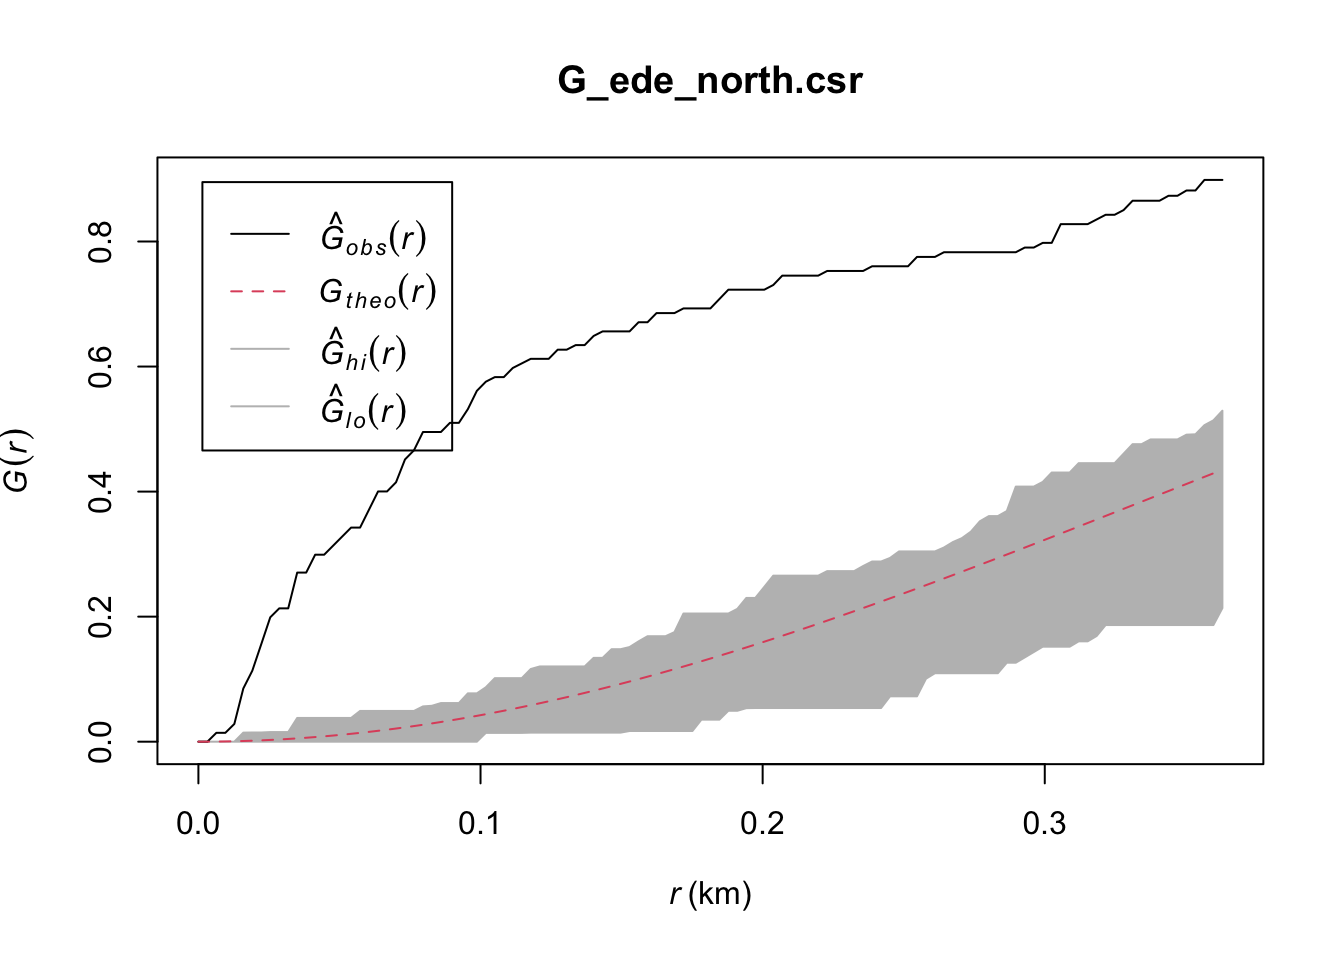 G_ede_north.csr
Ĝobs(r)
Gtheo(r)
Ĝhi(r)
Ĝlo(r)
G(r)
0.8
0.6
0.4
0.2
0.0
0.0 0.1 0.2 0.3
r (km)